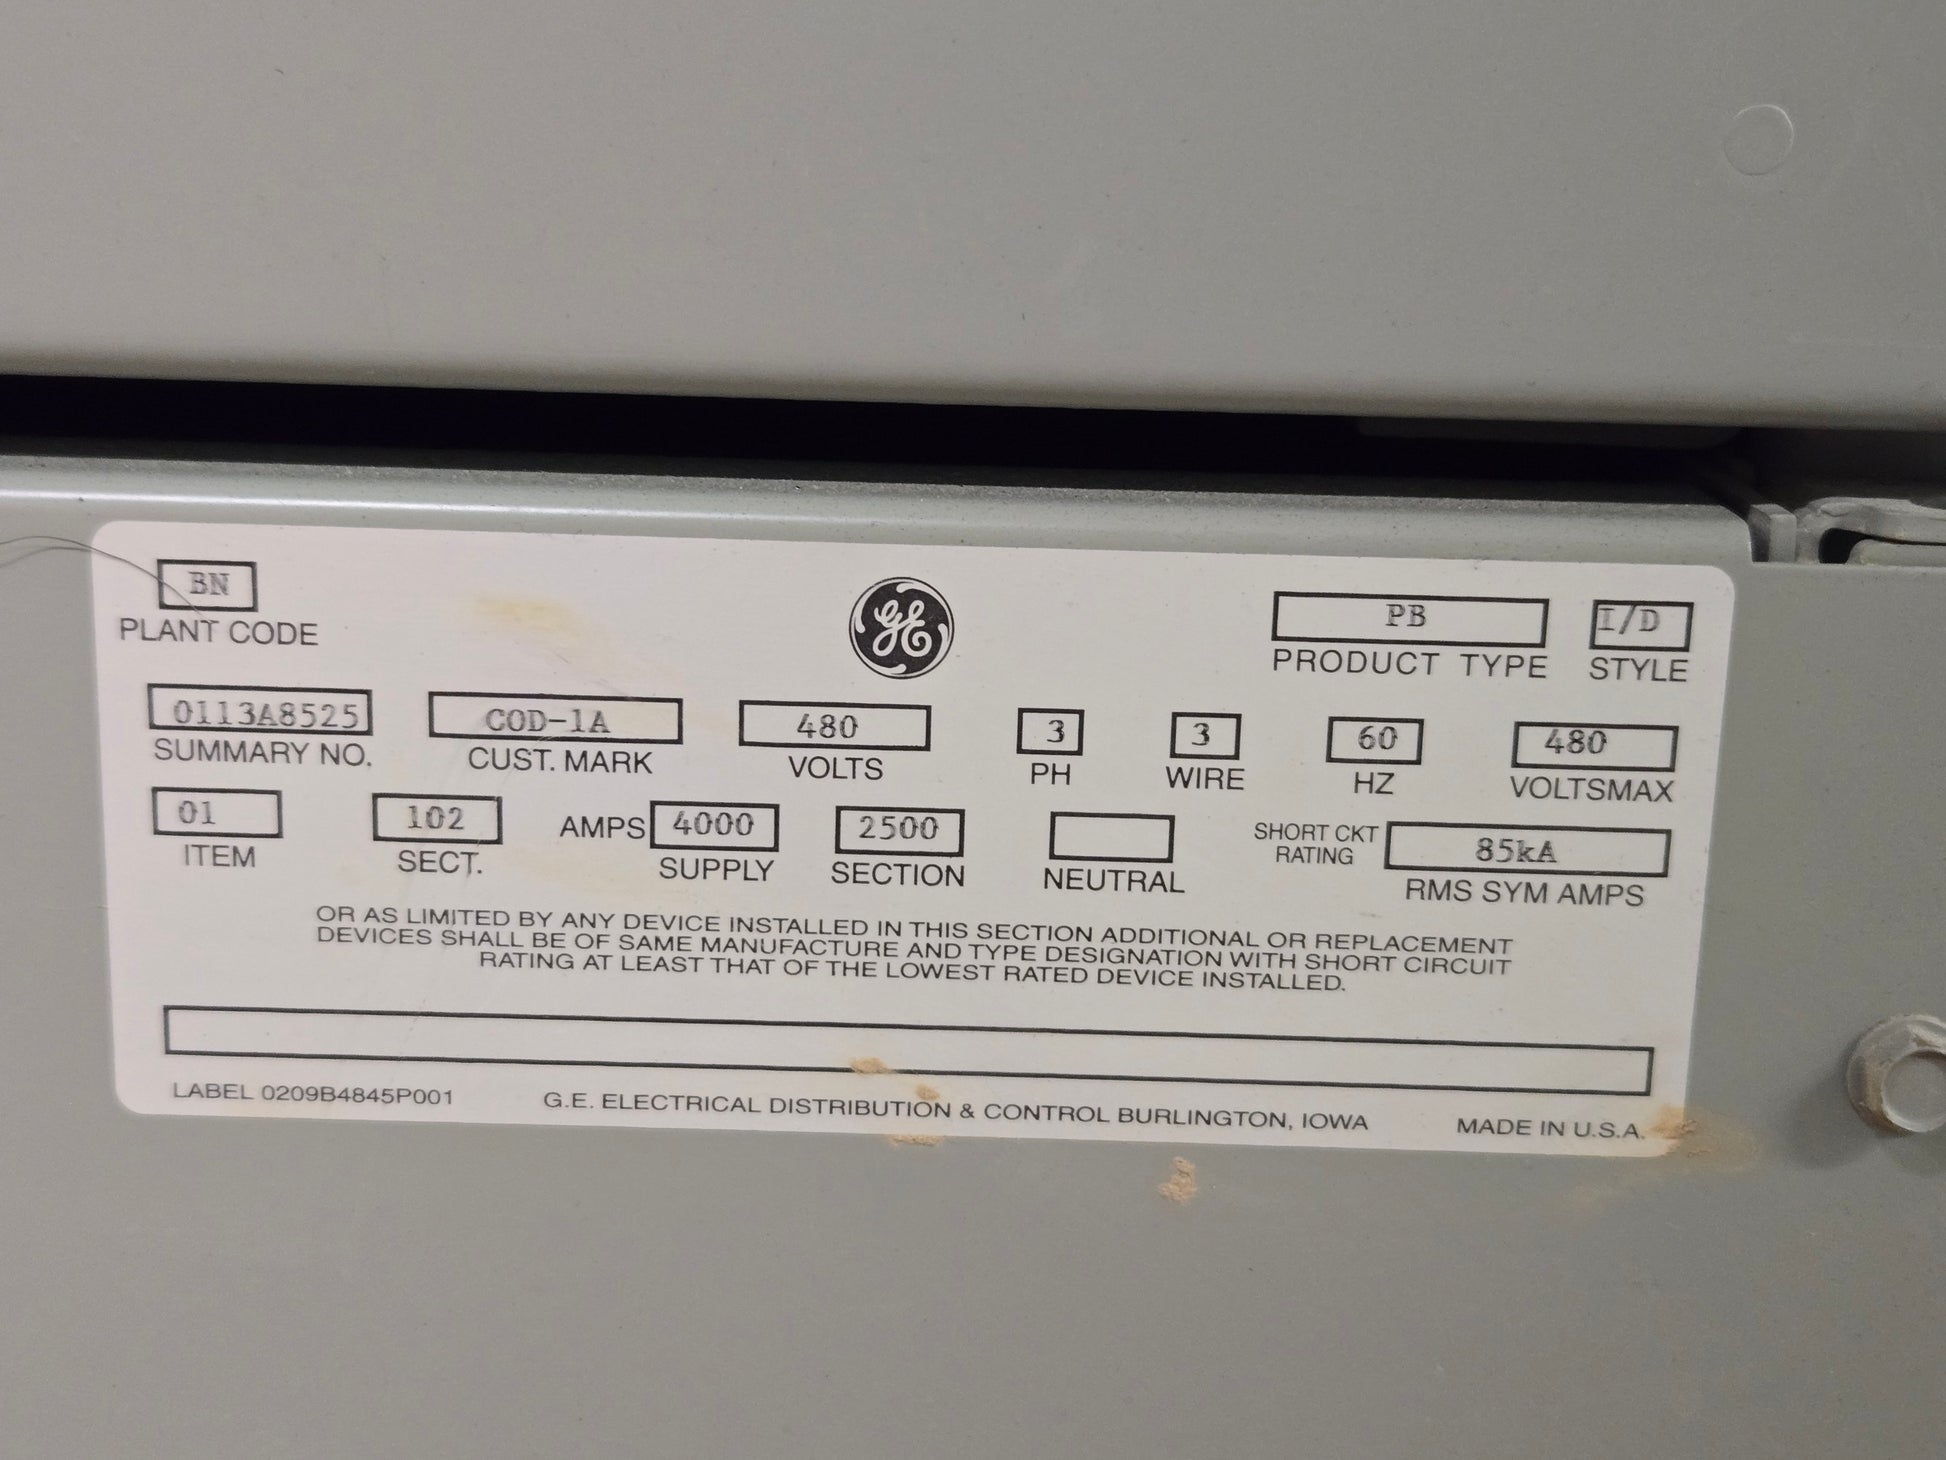 BN
PLANT CODE
GE
PB I/D
PRODUCT TYPE STYLE
0113A8525 COD-1A 480 3 3 60 480
SUMMARY NO. CUST. MARK VOLTS PH WIRE HZ VOLTSMAX
01 102 AMPS 4000 2500 SHORT CKT RATING 85kA
ITEM SECT. SUPPLY SECTION NEUTRAL RMS SYM AMPS
OR AS LIMITED BY ANY DEVICE INSTALLED IN THIS SECTION ADDITIONAL OR REPLACEMENT
DEVICES SHALL BE OF SAME MANUFACTURE AND TYPE DESIGNATION WITH SHORT CIRCUIT
RATING AT LEAST THAT OF THE LOWEST RATED DEVICE INSTALLED.
LABEL 0209B4845P001 G.E. ELECTRICAL DISTRIBUTION & CONTROL BURLINGTON, IOWA MADE IN U.S.A.